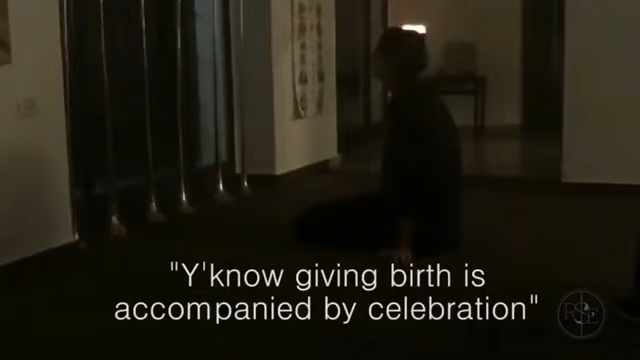 "Y'know giving birth is
accompanied by celebration"